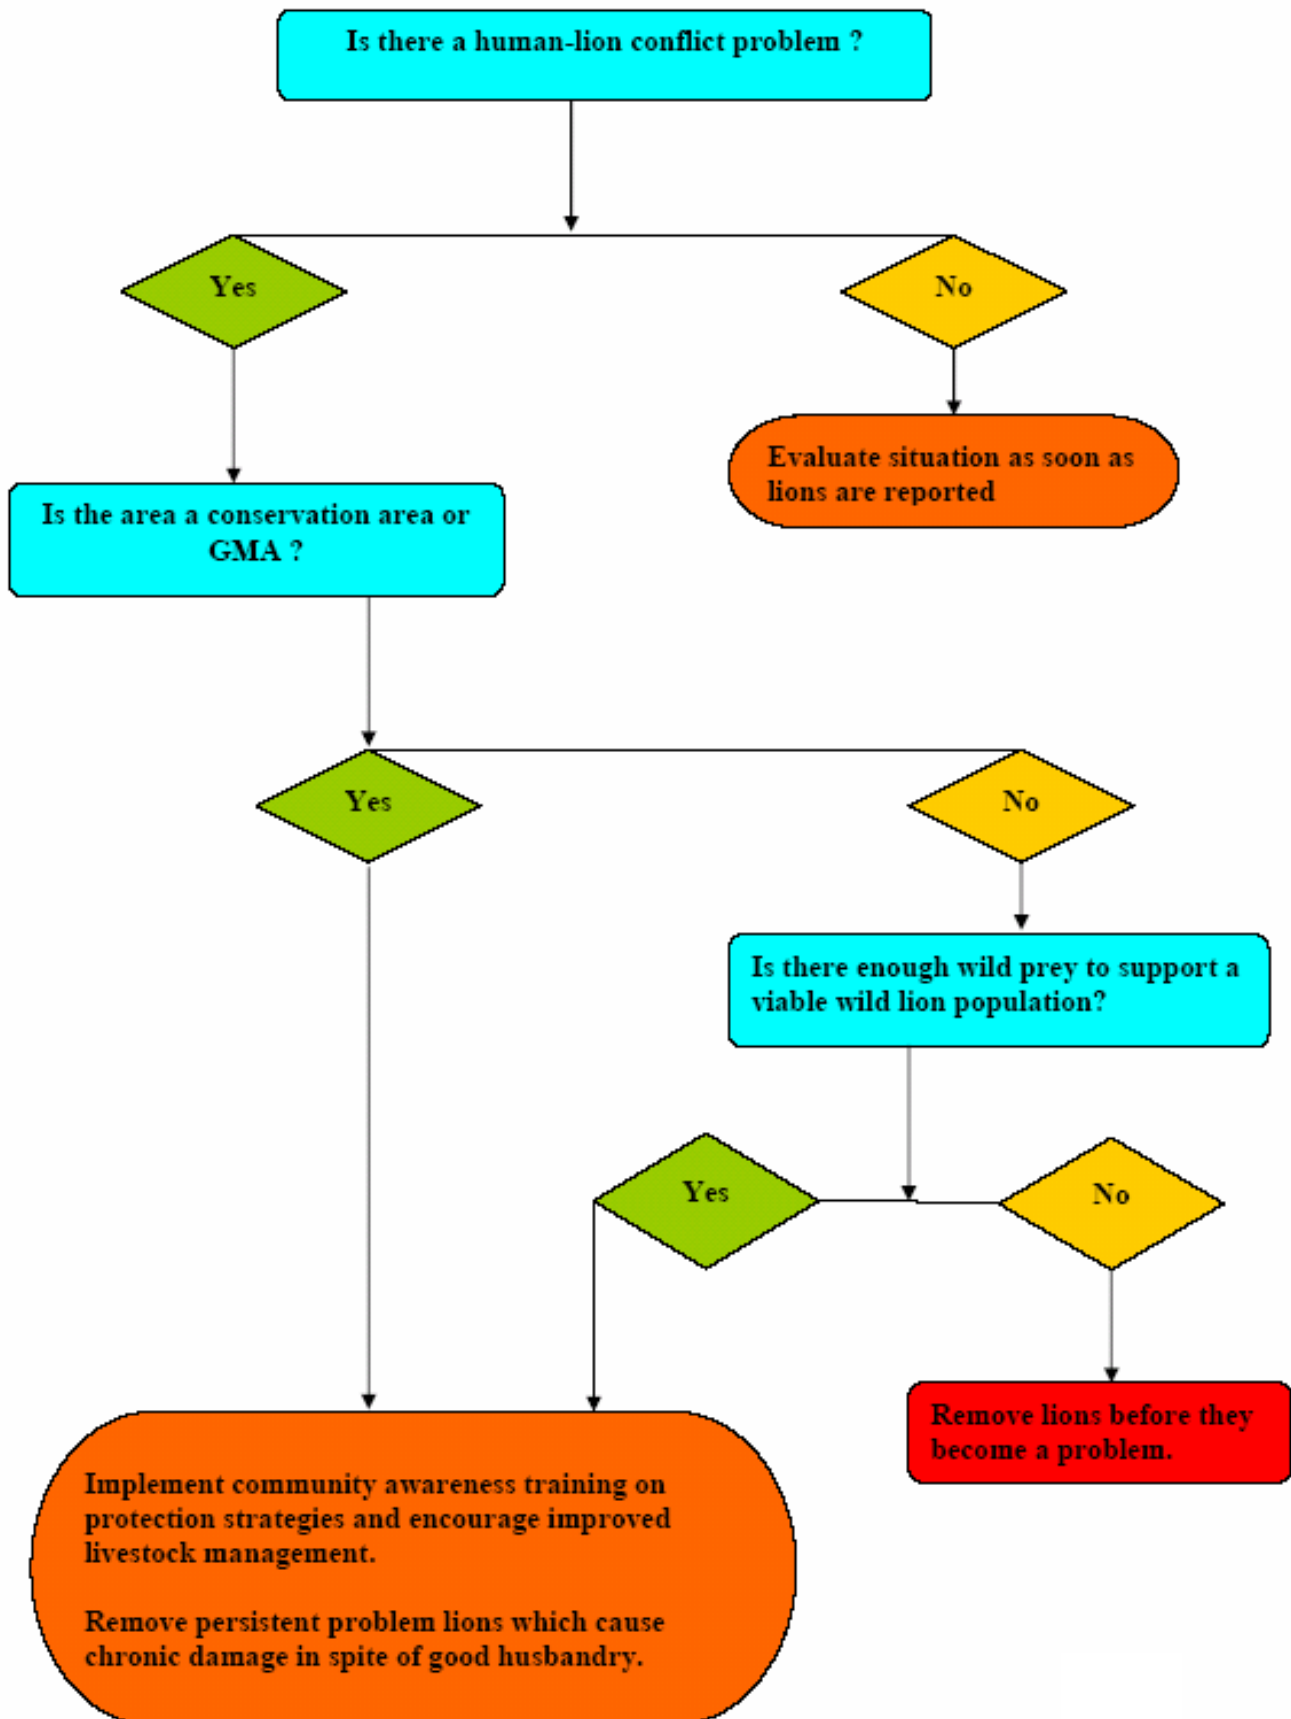 Is there a human-lion conflict problem ?
Yes
No
Evaluate situation as soon as
lions are reported
Is the area a conservation area or
GMA ?
Yes
No
Is there enough wild prey to support a
viable wild lion population?
Yes
No
Remove lions before they
become a problem.
Implement community awareness training on
protection strategies and encourage improved
livestock management.
Remove persistent problem lions which cause
chronic damage in spite of good husbandry.